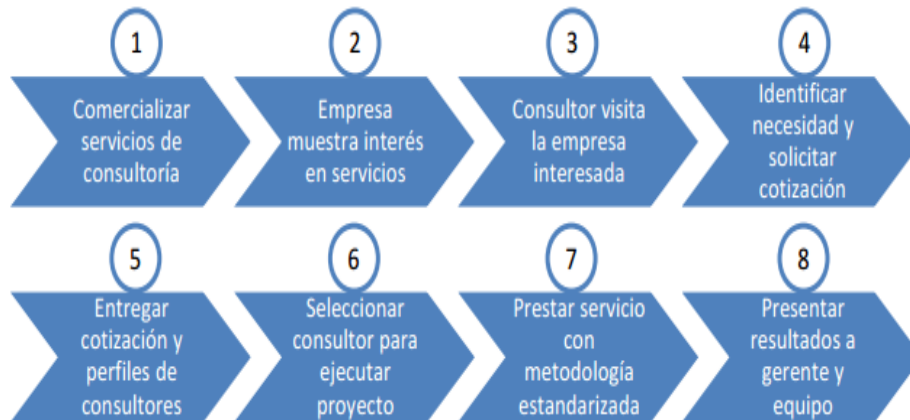 1
Comercializar
servicios de
consultoría
2
Empresa
muestra interés
en servicios
3
Consultor visita
la empresa
interesada
4
Identificar
necesidad y
solicitar
cotización
5
Entregar
cotización y
perfiles de
consultores
6
Seleccionar
consultor para
ejecutar
proyecto
7
Prestar servicio
con
metodología
estandarizada
8
Presentar
resultados a
gerente y
equipo